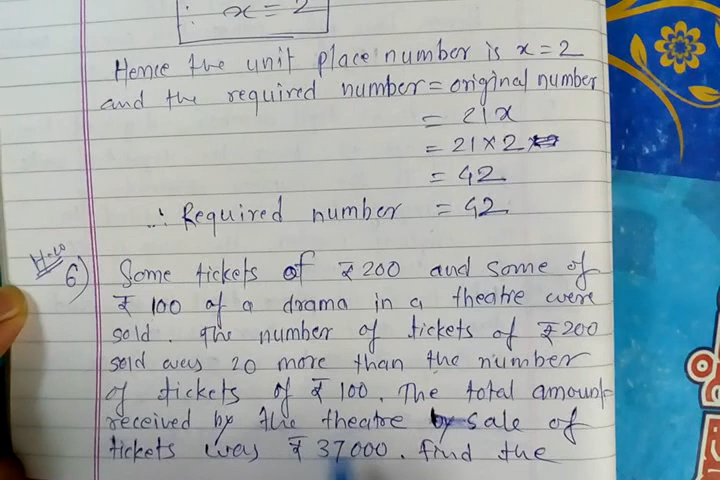 ∴ x = 2
Hence the unit place number is x = 2
and the required number = original number
= 21x
= 21 × 2
= 42
∴ Required number = 42
H.w
6) Some tickets of ₹ 200 and some of
₹ 100 of a drama in a theatre were
sold. The number of tickets of ₹ 200
sold was 20 more than the number
of tickets of ₹ 100. The total amount
received by the theatre by sale of
tickets was ₹ 37000. Find the